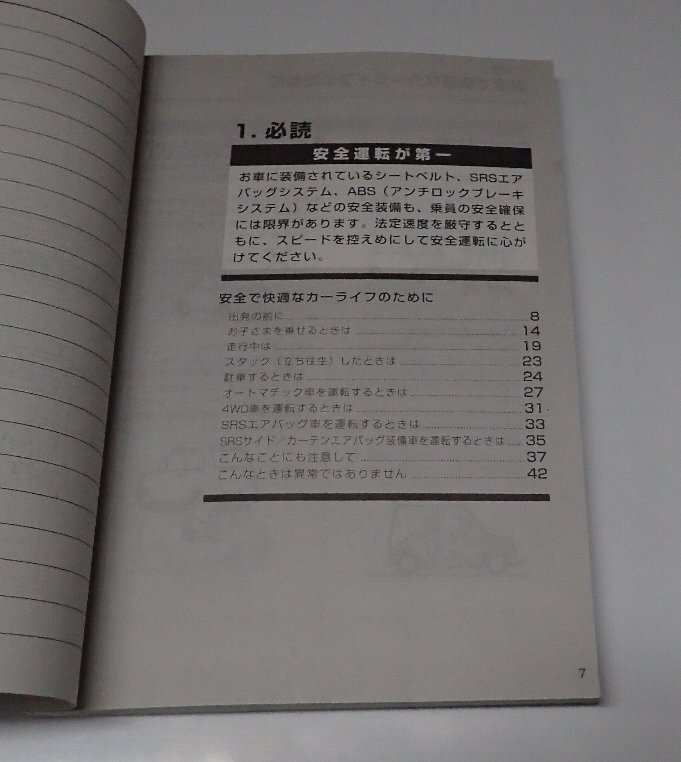 1. 必読
安全運転が第一
お車に装備されているシートベルト、SRSエア
バッグシステム、ABS（アンチロックブレーキ
システム）などの安全装備も、乗員の安全確保
には限界があります。法定速度を厳守するとと
もに、スピードを控えめにして安全運転に心が
けてください。
安全で快適なカーライフのために
出発の前に 8
お子さまを乗せるときは 14
走行中は 19
スタック（立ち往生）したときは 23
駐車するときは 24
オートマチック車を運転するときは 27
4WD車を運転するときは 31
SRSエアバッグ車を運転するときは 33
SRSサイド／カーテンエアバッグ装備車を運転するときは 35
こんなことにも注意して 37
こんなときは異常ではありません 42
7